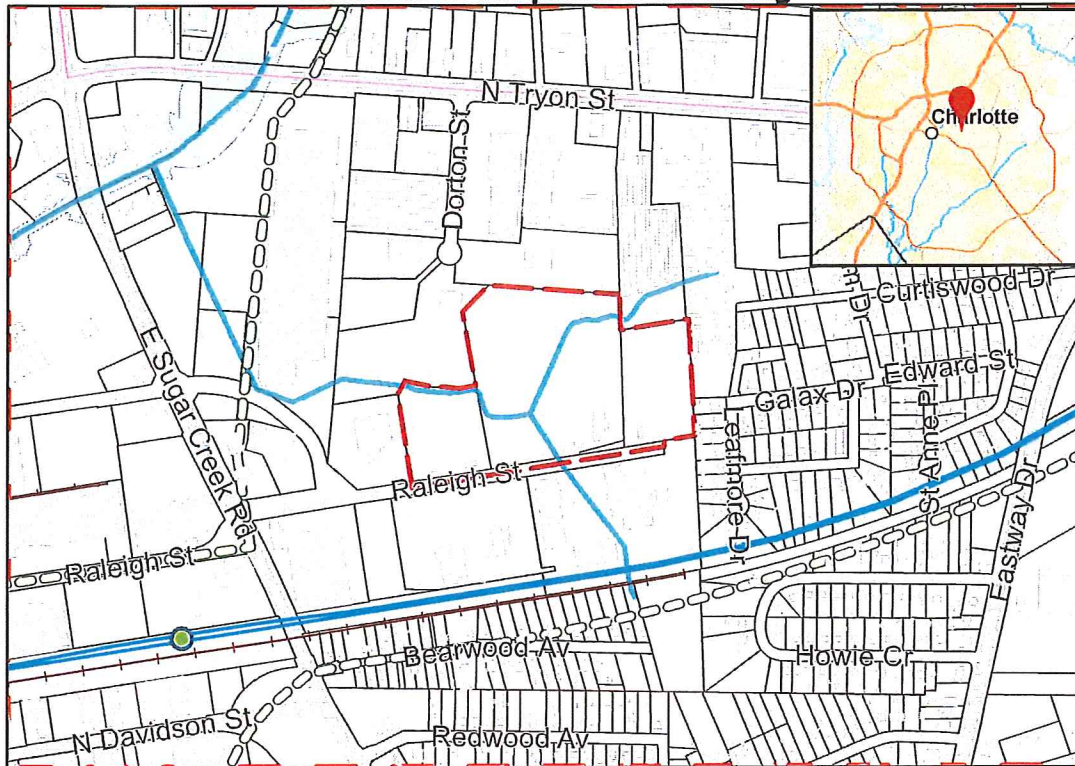 N Tryon St
Charlotte
Dorton St
Curtiswood Dr
E Sugar Creek Rd
Edward St
Galax Dr
Leafmore Dr
St Anne Pl
Raleigh St
Eastway Dr
Raleigh St
Bearwood Av
Howie Cr
N Davidson St
Redwood Av